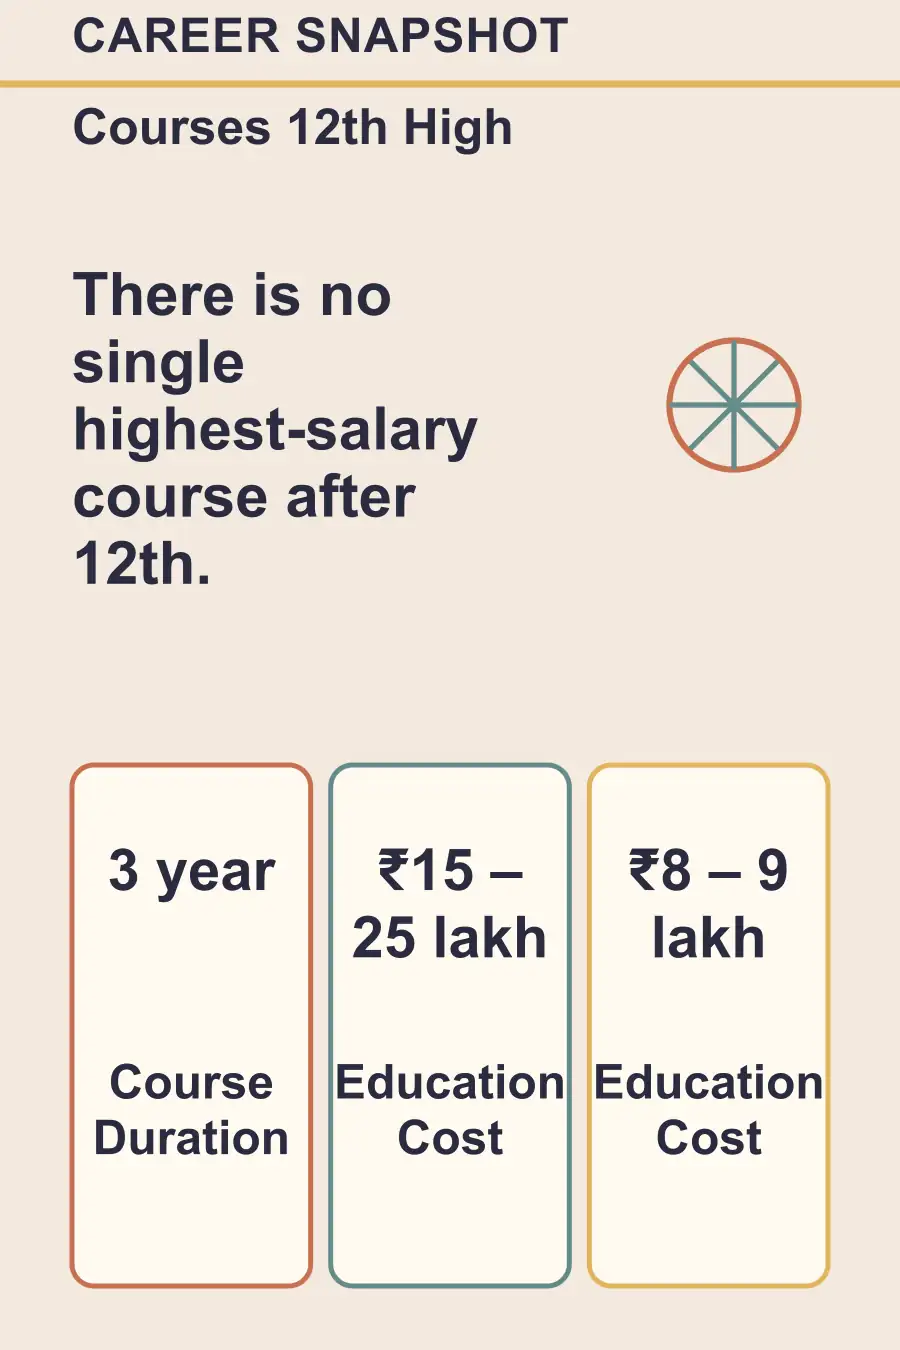 CAREER SNAPSHOT
Courses 12th High
There is no
single
highest-salary
course after
12th.
3 year
Course
Duration
₹15 –
25 lakh
Education
Cost
₹8 – 9
lakh
Education
Cost